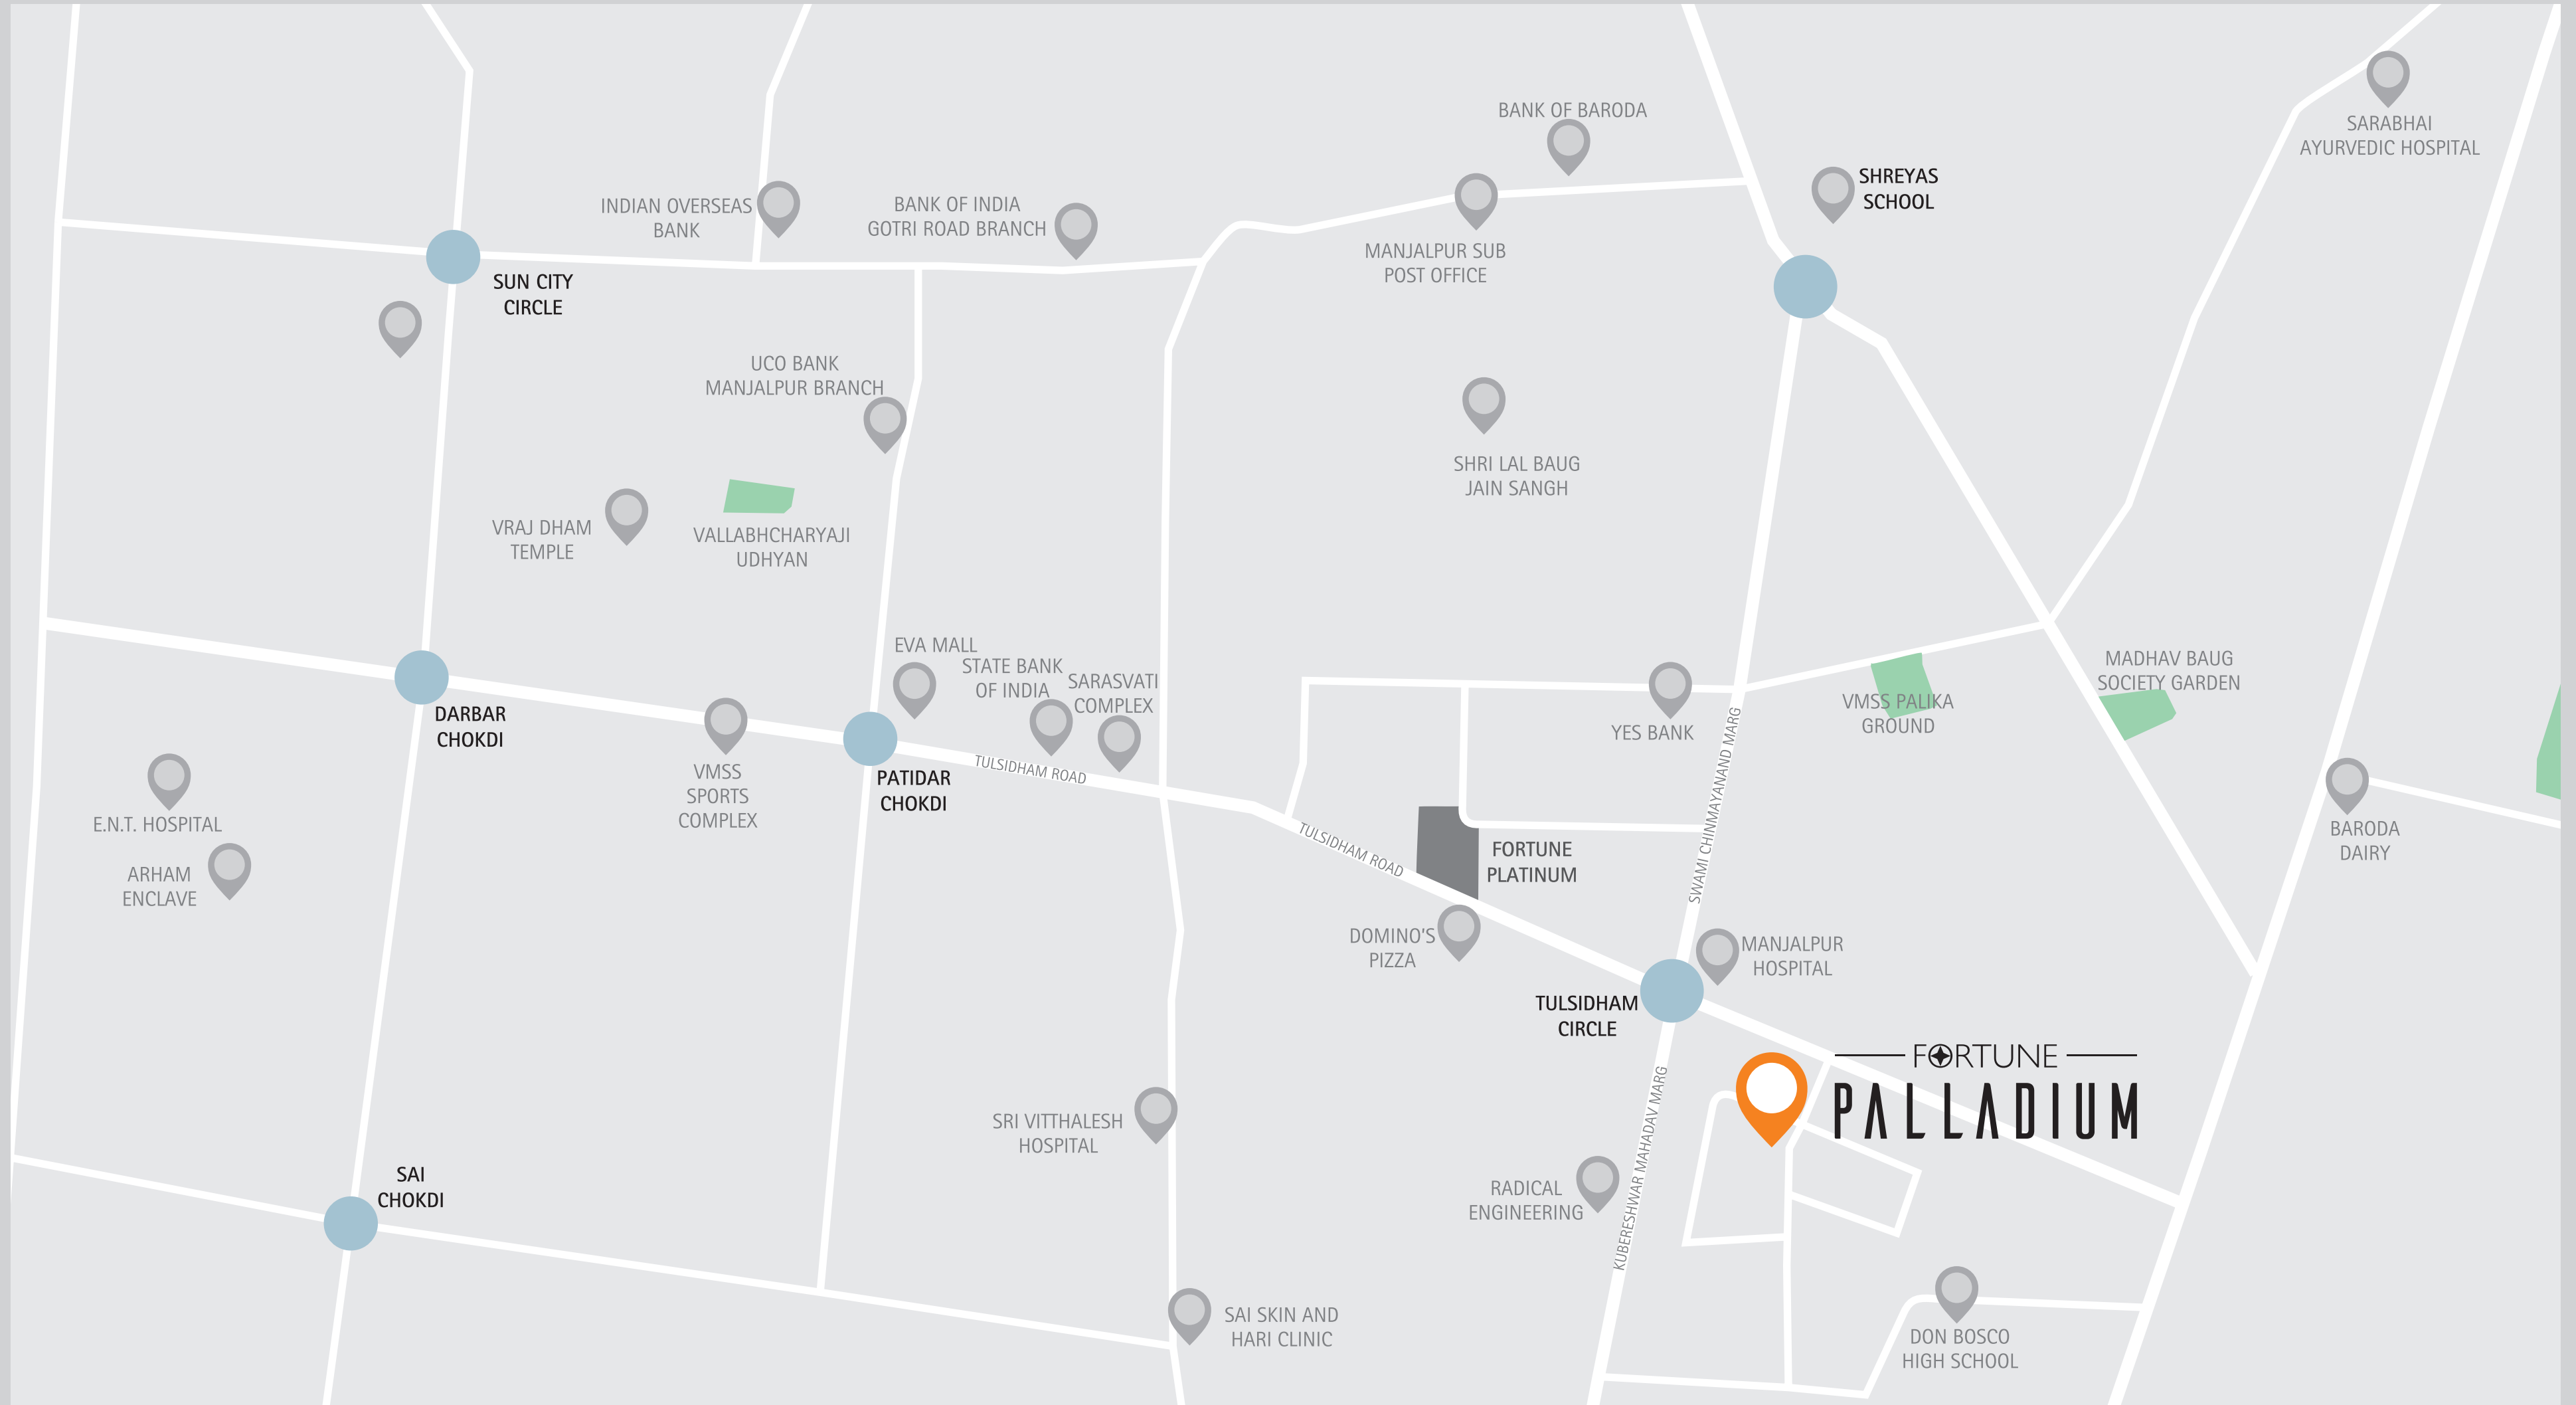 BANK OF BARODA
SARABHAI
AYURVEDIC HOSPITAL
SHREYAS
SCHOOL
INDIAN OVERSEAS
BANK
BANK OF INDIA
GOTRI ROAD BRANCH
MANJALPUR SUB
POST OFFICE
SUN CITY
CIRCLE
UCO BANK
MANJALPUR BRANCH
SHRI LAL BAUG
JAIN SANGH
VRAJ DHAM
TEMPLE
VALLABHCHARYAJI
UDHYAN
EVA MALL
STATE BANK
OF INDIA
SARASVATI
COMPLEX
MADHAV BAUG
SOCIETY GARDEN
VMSS PALIKA
GROUND
YES BANK
DARBAR
CHOKDI
VMSS
SPORTS
COMPLEX
PATIDAR
CHOKDI
TULSIDHAM ROAD
TULSIDHAM ROAD
SWAMI CHINMAYANAND MARG
E.N.T. HOSPITAL
ARHAM
ENCLAVE
FORTUNE
PLATINUM
BARODA
DAIRY
DOMINO'S
PIZZA
MANJALPUR
HOSPITAL
TULSIDHAM
CIRCLE
FORTUNE
PALLADIUM
KUBERESHWAR MAHADAV MARG
SRI VITTHALESH
HOSPITAL
RADICAL
ENGINEERING
SAI
CHOKDI
SAI SKIN AND
HARI CLINIC
DON BOSCO
HIGH SCHOOL